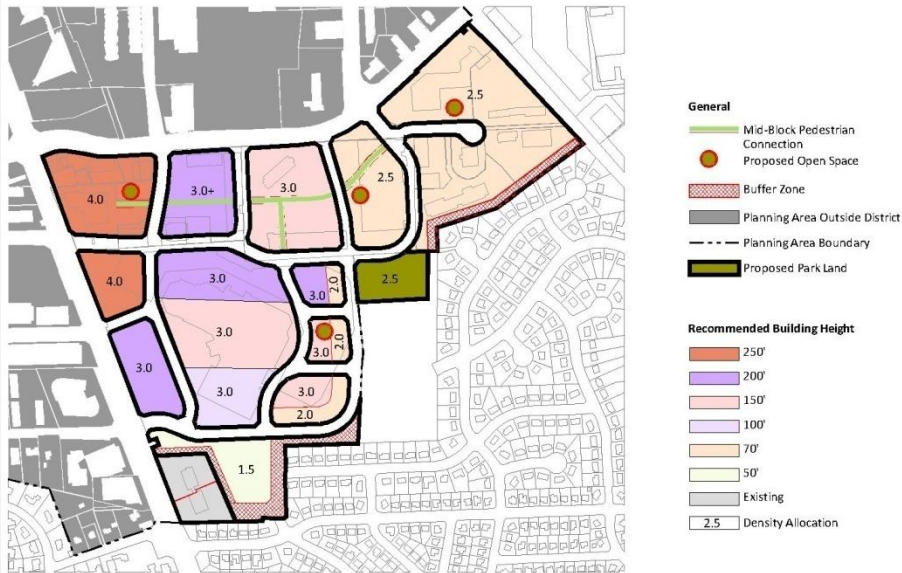 2.5
4.0
3.0+
3.0
2.5
4.0
3.0
3.0
2.0
2.5
3.0
3.0
2.0
3.0
3.0
3.0
2.0
1.5
General
Mid-Block Pedestrian
Connection
Proposed Open Space
Buffer Zone
Planning Area Outside District
Planning Area Boundary
Proposed Park Land
Recommended Building Height
250'
200'
150'
100'
70'
50'
Existing
2.5 Density Allocation